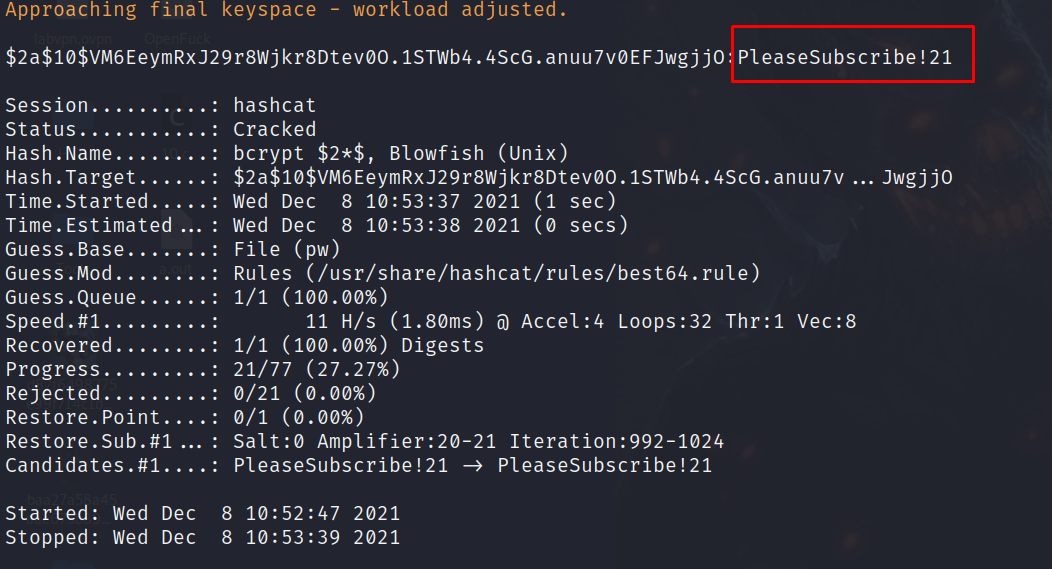 Approaching final keyspace - workload adjusted.
labvpn.ovpn OpenFuck
$2a$10$VM6EeymRxJ29r8Wjkr8Dtev0O.1STWb4.4ScG.anuu7v0EFJwgjjO:PleaseSubscribe!21
Session..........: hashcat
Status...........: Cracked
Hash.Name........: bcrypt $2*$, Blowfish (Unix)
Hash.Target......: $2a$10$VM6EeymRxJ29r8Wjkr8Dtev0O.1STWb4.4ScG.anuu7v...JwgjjO
Time.Started.....: Wed Dec  8 10:53:37 2021 (1 sec)
Time.Estimated...: Wed Dec  8 10:53:38 2021 (0 secs)
Guess.Base.......: File (pw)
Guess.Mod........: Rules (/usr/share/hashcat/rules/best64.rule)
Guess.Queue......: 1/1 (100.00%)
Speed.#1.........:       11 H/s (1.80ms) @ Accel:4 Loops:32 Thr:1 Vec:8
Recovered........: 1/1 (100.00%) Digests
Progress.........: 21/77 (27.27%)
Rejected.........: 0/21 (0.00%)
Restore.Point....: 0/1 (0.00%)
Restore.Sub.#1...: Salt:0 Amplifier:20-21 Iteration:992-1024
Candidates.#1....: PleaseSubscribe!21 -> PleaseSubscribe!21
baa27a58a45
Started: Wed Dec  8 10:52:47 2021
Stopped: Wed Dec  8 10:53:39 2021